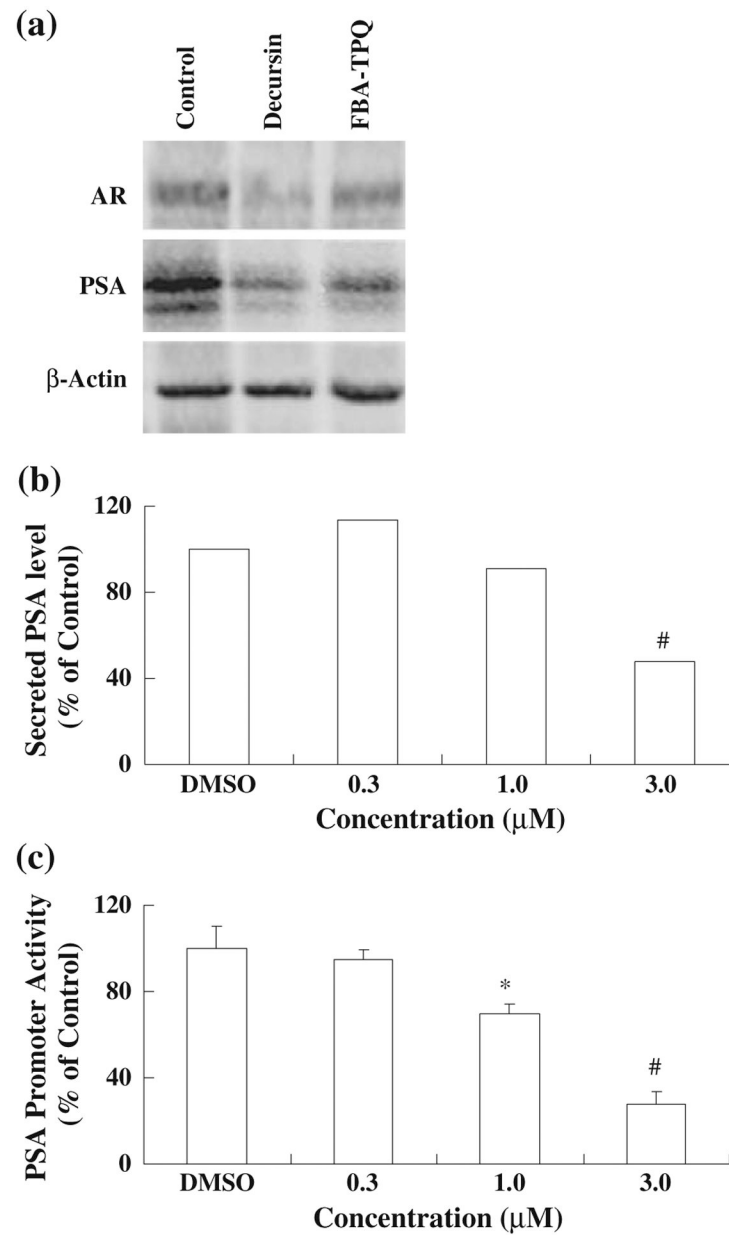 (a)
Control Decursin FBA-TPQ
AR
PSA
β-Actin
(b)
Secreted PSA level
(% of Control)
120
80
40
0
#
DMSO 0.3 1.0 3.0
Concentration (μM)
(c)
PSA Promoter Activity
(% of Control)
120
80
40
0
*
#
DMSO 0.3 1.0 3.0
Concentration (μM)